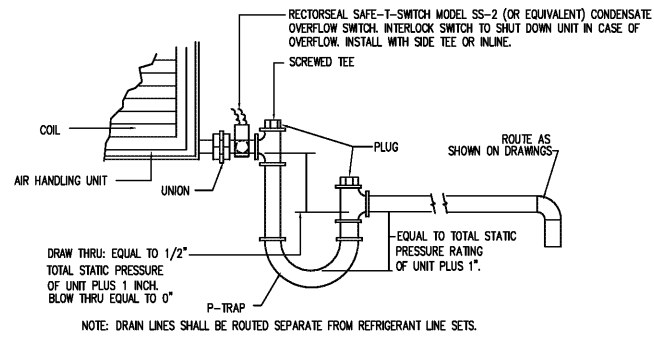 RECTORSEAL SAFE-T-SWITCH MODEL SS-2 (OR EQUIVALENT) CONDENSATE
OVERFLOW SWITCH. INTERLOCK SWITCH TO SHUT DOWN UNIT IN CASE OF
OVERFLOW. INSTALL WITH SIDE TEE OR INLINE.
SCREWED TEE
COIL
PLUG
ROUTE AS
SHOWN ON DRAWINGS
AIR HANDLING UNIT
UNION
DRAW THRU: EQUAL TO 1/2"
TOTAL STATIC PRESSURE
OF UNIT PLUS 1 INCH.
BLOW THRU EQUAL TO 0"
EQUAL TO TOTAL STATIC
PRESSURE RATING
OF UNIT PLUS 1".
P-TRAP
NOTE: DRAIN LINES SHALL BE ROUTED SEPARATE FROM REFRIGERANT LINE SETS.